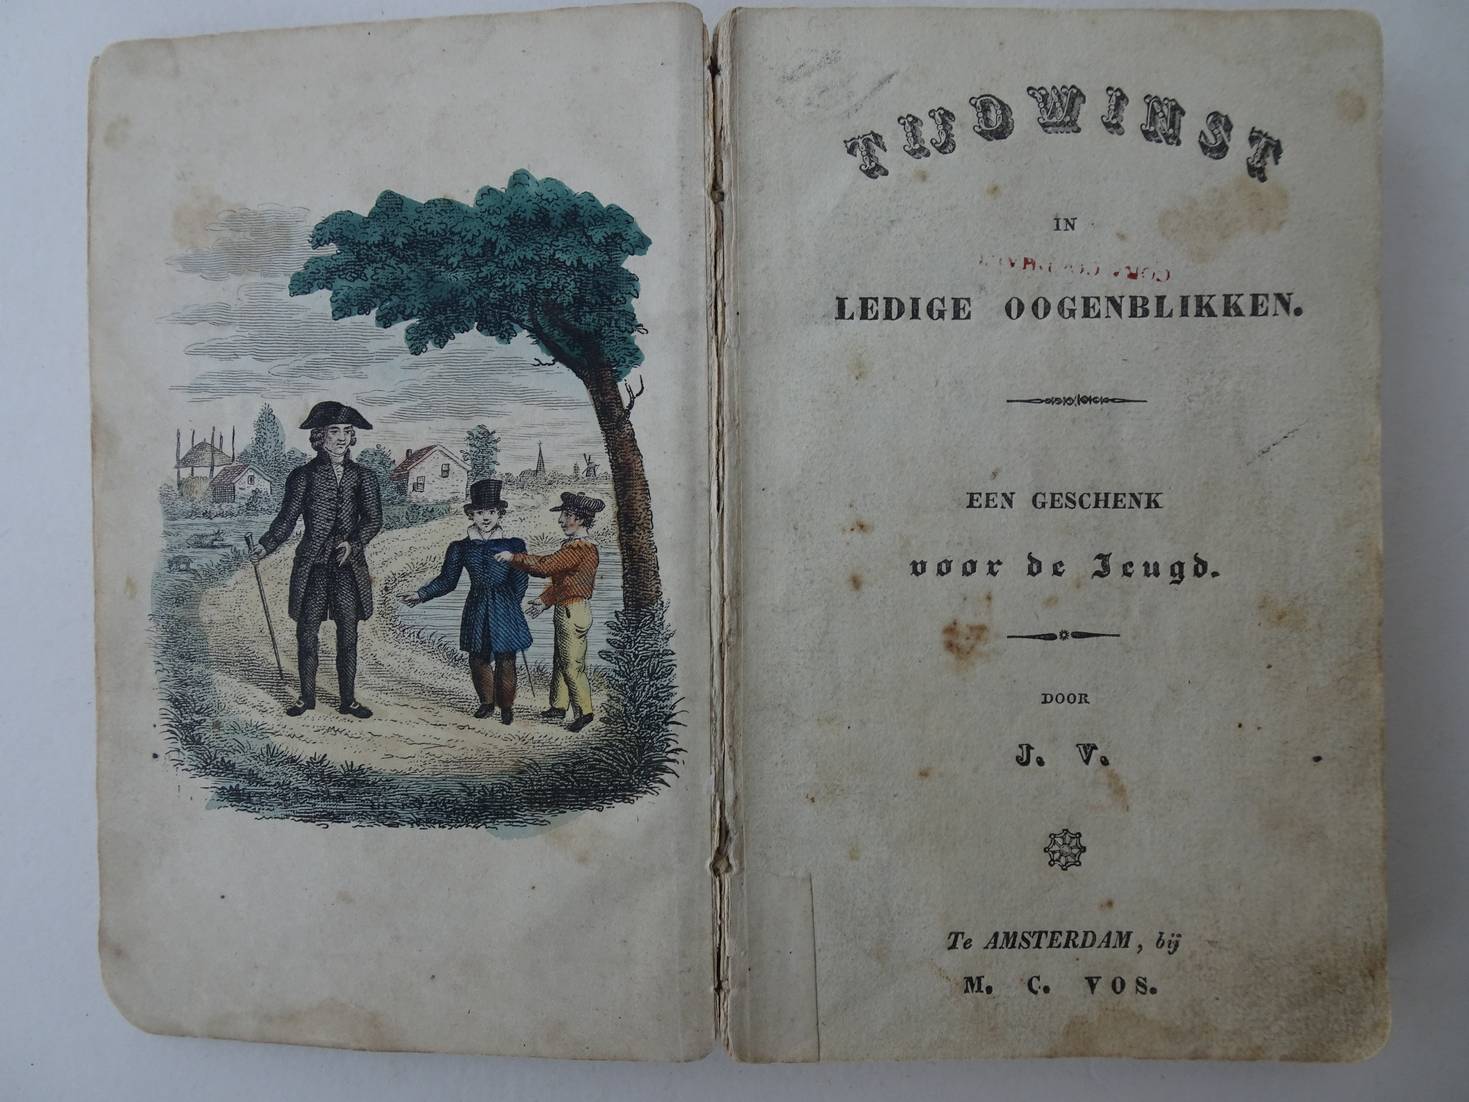 TIJDWINST
IN
LEDIGE OOGENBLIKKEN.
EEN GESCHENK
voor de Jeugd.
DOOR
J. V.
Te AMSTERDAM, bij
M. C. VOS.